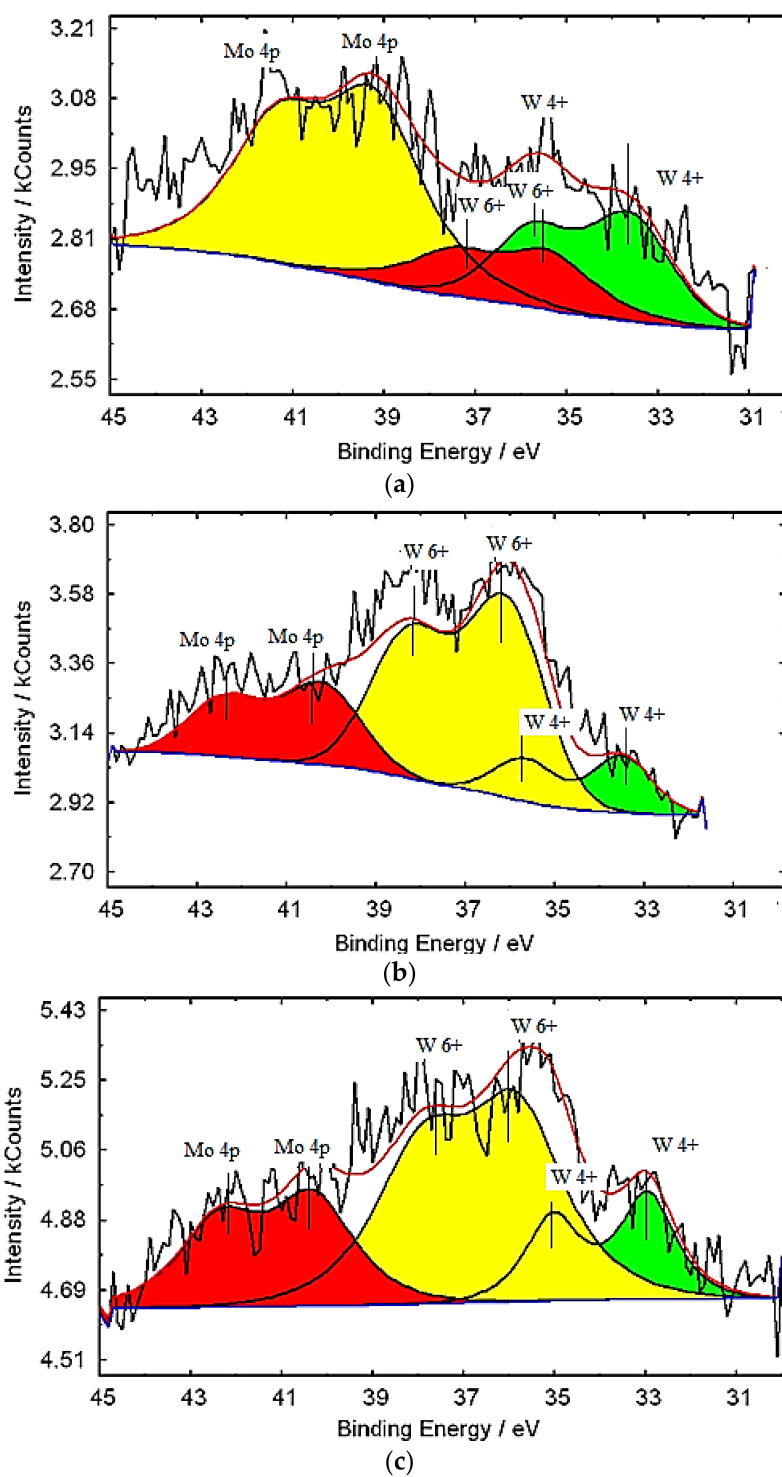 3.21
Mo 4p
Mo 4p
3.08
W 4+
2.95
W 6+
W 6+
W 4+
2.81
2.68
2.55
Intensity / kCounts
45 43 41 39 37 35 33 31
Binding Energy / eV
(a)
3.80
W 6+
W 6+
3.58
Mo 4p
Mo 4p
3.36
W 4+
W 4+
3.14
2.92
2.70
Intensity / kCounts
45 43 41 39 37 35 33 31
Binding Energy / eV
(b)
5.43
W 6+
W 6+
5.25
5.06
Mo 4p
Mo 4p
W 4+
W 4+
4.88
4.69
4.51
Intensity / kCounts
45 43 41 39 37 35 33 31
Binding Energy / eV
(c)